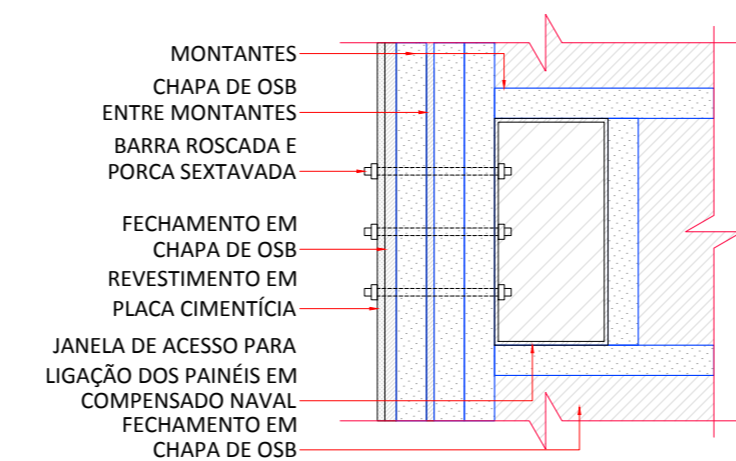 MONTANTES
CHAPA DE OSB
ENTRE MONTANTES
BARRA ROSCADA E
PORCA SEXTAVADA
FECHAMENTO EM
CHAPA DE OSB
REVESTIMENTO EM
PLACA CIMENTÍCIA
JANELA DE ACESSO PARA
LIGAÇÃO DOS PAINÉIS EM
COMPENSADO NAVAL
FECHAMENTO EM
CHAPA DE OSB